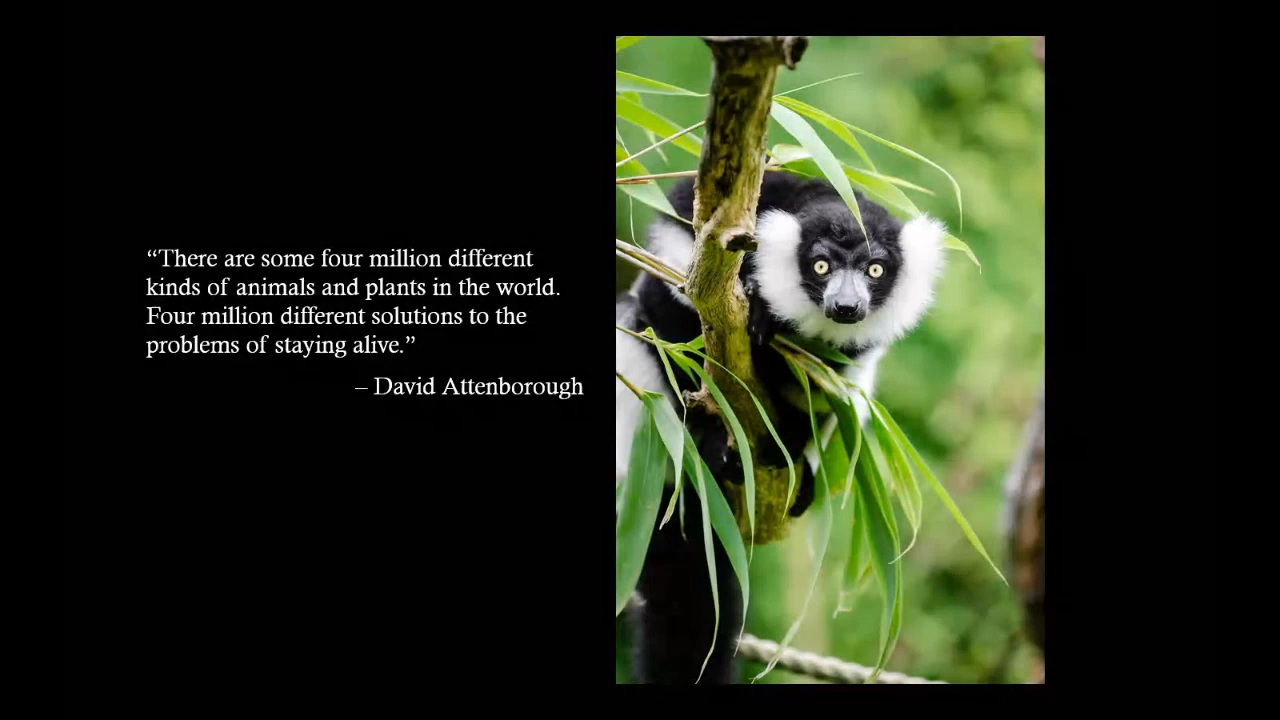 “There are some four million different
kinds of animals and plants in the world.
Four million different solutions to the
problems of staying alive.”
– David Attenborough